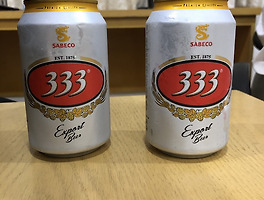 SABECO
EST. 1875
333
Export
Beer
SABECO
EST. 1875
333
Export
Beer